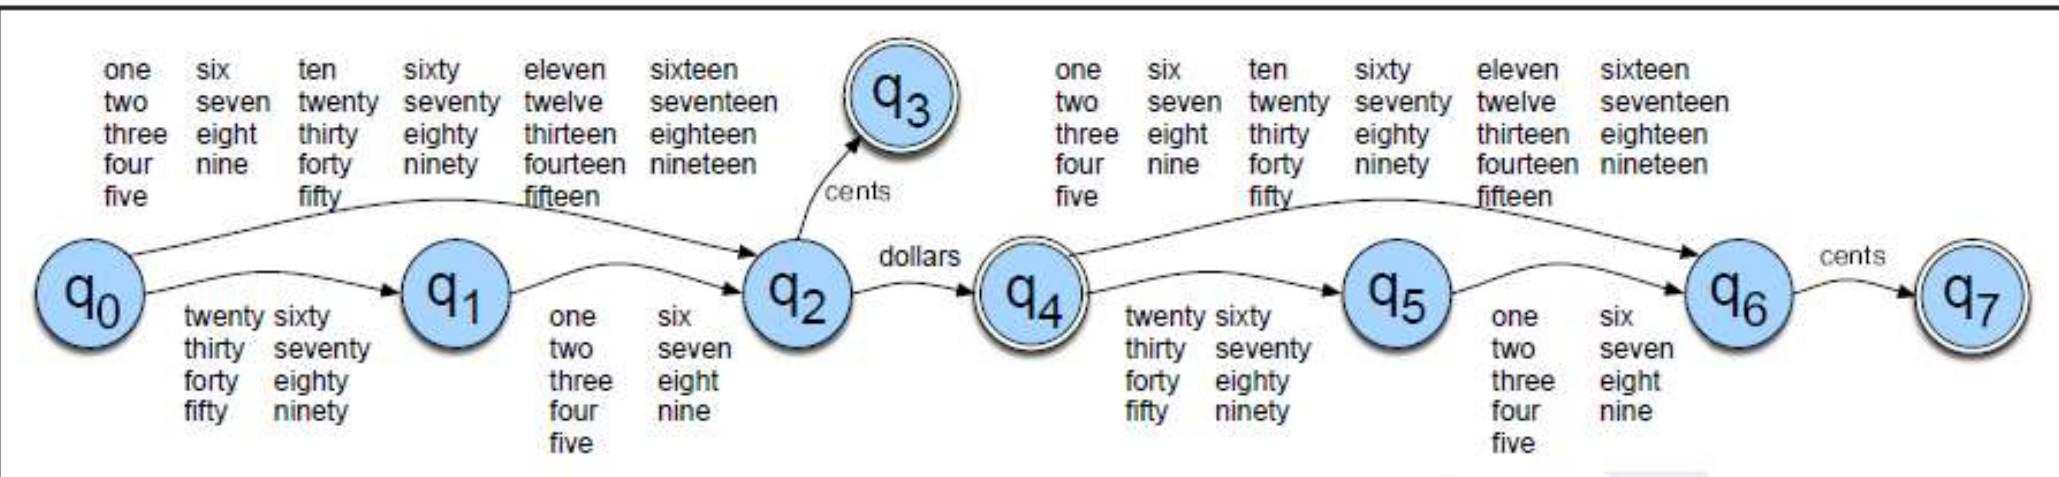 one six ten sixty eleven sixteen
two seven twenty seventy twelve seventeen
three eight thirty eighty thirteen eighteen
four nine forty ninety fourteen nineteen
five fifty fifteen
one six ten sixty eleven sixteen
two seven twenty seventy twelve seventeen
three eight thirty eighty thirteen eighteen
four nine forty ninety fourteen nineteen
five fifty fifteen
q3
cents
dollars
cents
q0
q1
q2
q4
q5
q6
q7
twenty sixty
thirty seventy
forty eighty
fifty ninety
one six
two seven
three eight
four nine
five
twenty sixty
thirty seventy
forty eighty
fifty ninety
one six
two seven
three eight
four nine
five